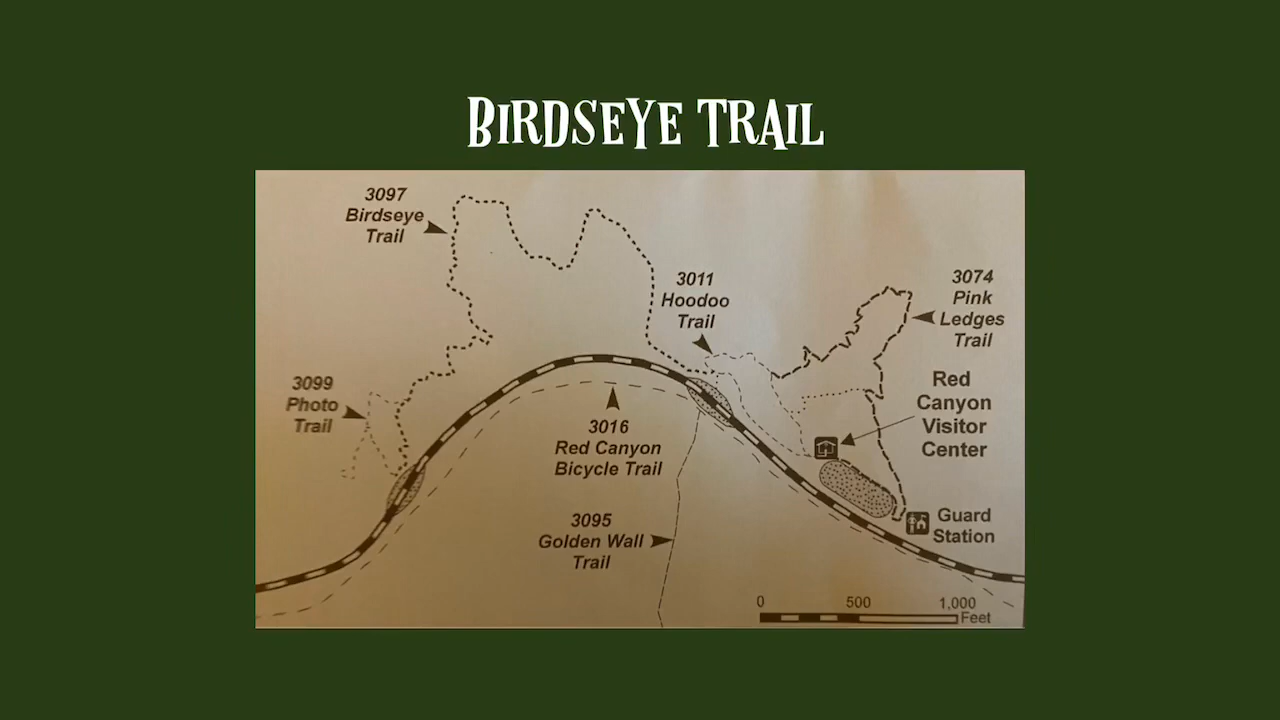 BIRDSEYE TRAIL
3097
Birdseye
Trail
3011
Hoodoo
Trail
3074
Pink
Ledges
Trail
3099
Photo
Trail
Red
Canyon
Visitor
Center
3016
Red Canyon
Bicycle Trail
3095
Golden Wall
Trail
Guard
Station
0 500 1,000
Feet